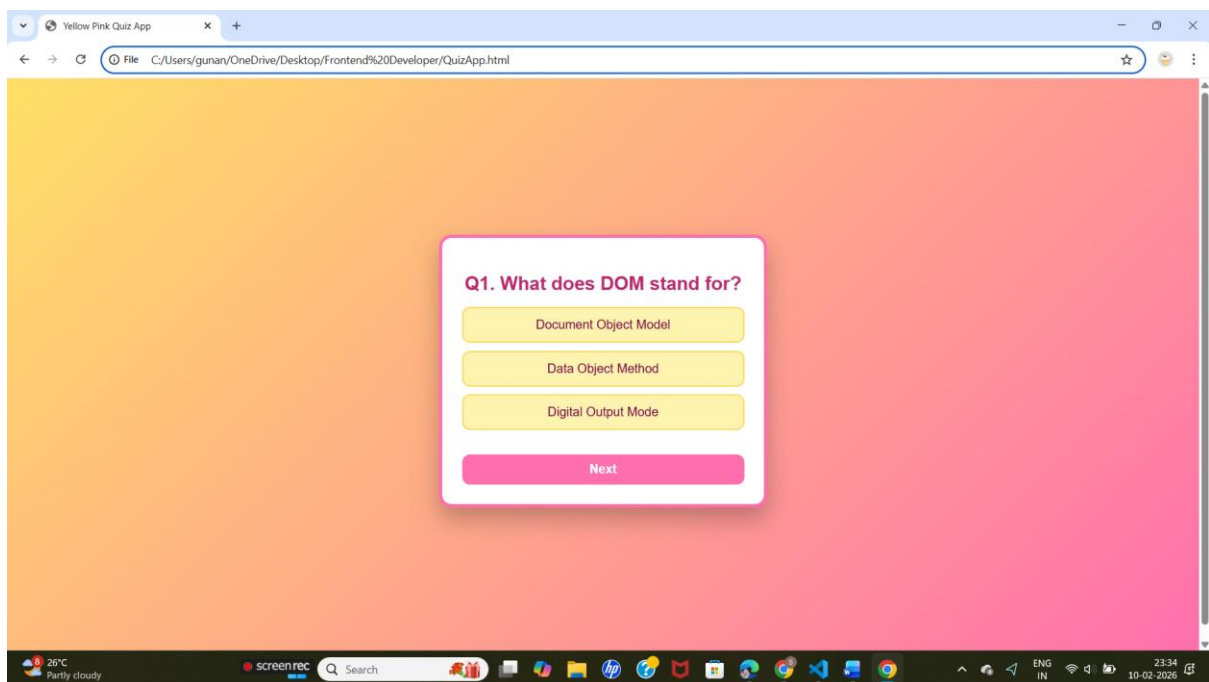 Yellow Pink Quiz App
File C:/Users/gunan/OneDrive/Desktop/Frontend%20Developer/QuizApp.html
Q1. What does DOM stand for?
Document Object Model
Data Object Method
Digital Output Mode
Next
8
26°C
Partly cloudy
screenrec
Search
hp
ENG
IN
23:34
10-02-2026